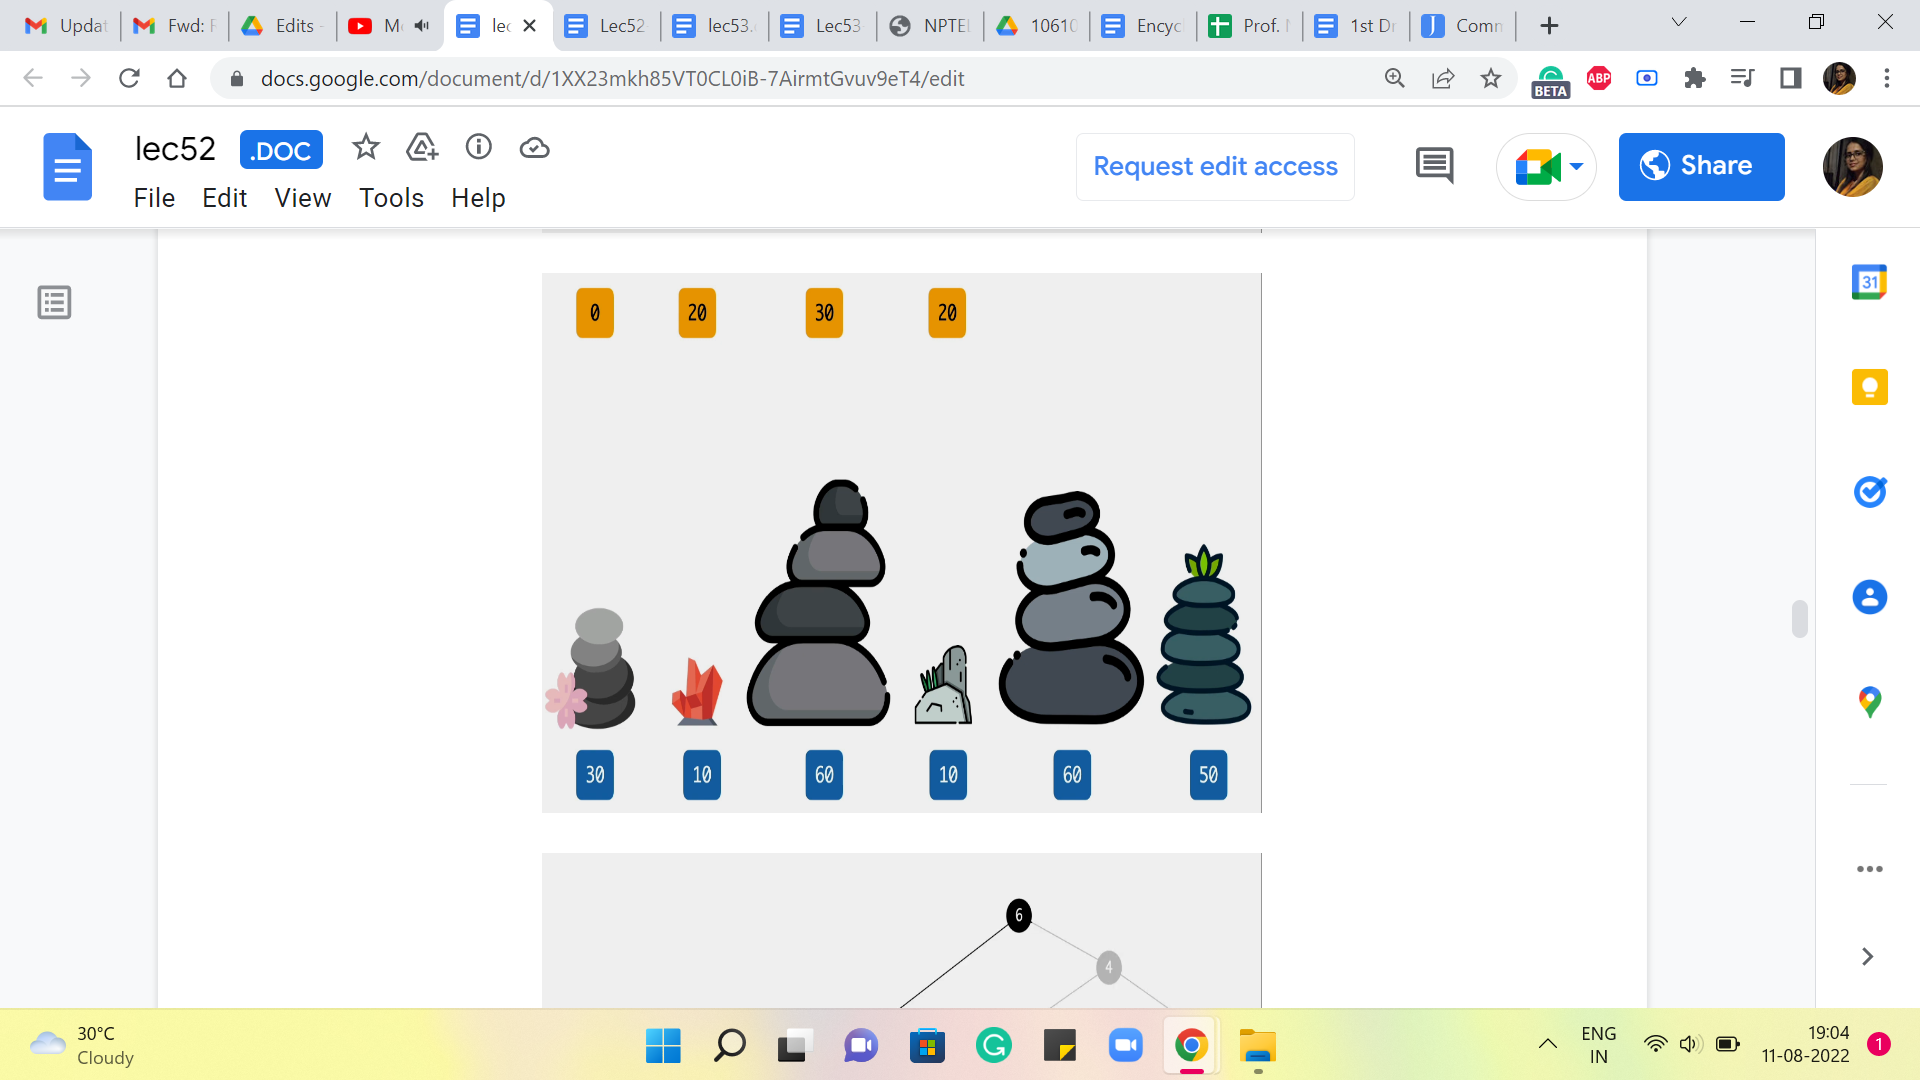 Updat
Fwd: F
Edits -
M
lec
Lec52
lec53.
Lec53
NPTEL
10610
Encyc
Prof.
1st Dr
Comm
docs.google.com/document/d/1XX23mkh85VT0CL0iB-7AirmtGvuv9eT4/edit
ABP
BETA
lec52 .DOC
Request edit access
Share
File Edit View Tools Help
31
0 20 30 20
30 10 60 10 60 50
6
4
30°C
Cloudy
ENG
IN
19:04
11-08-2022
1